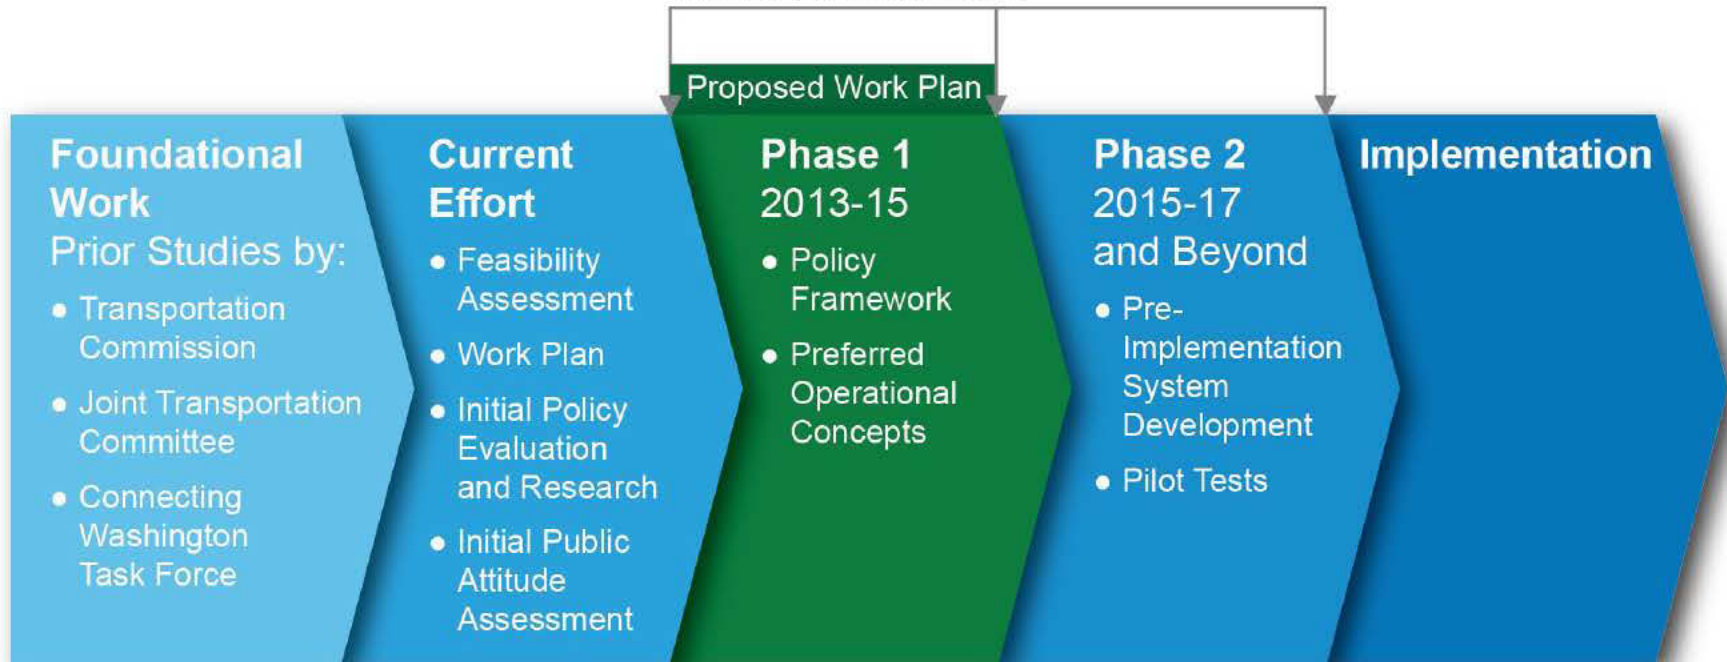 Proposed Work Plan
Foundational
Work
Prior Studies by:
● Transportation
Commission
● Joint Transportation
Committee
● Connecting
Washington
Task Force
Current
Effort
● Feasibility
Assessment
● Work Plan
● Initial Policy
Evaluation
and Research
● Initial Public
Attitude
Assessment
Phase 1
2013-15
● Policy
Framework
● Preferred
Operational
Concepts
Phase 2
2015-17
and Beyond
● Pre-
Implementation
System
Development
● Pilot Tests
Implementation